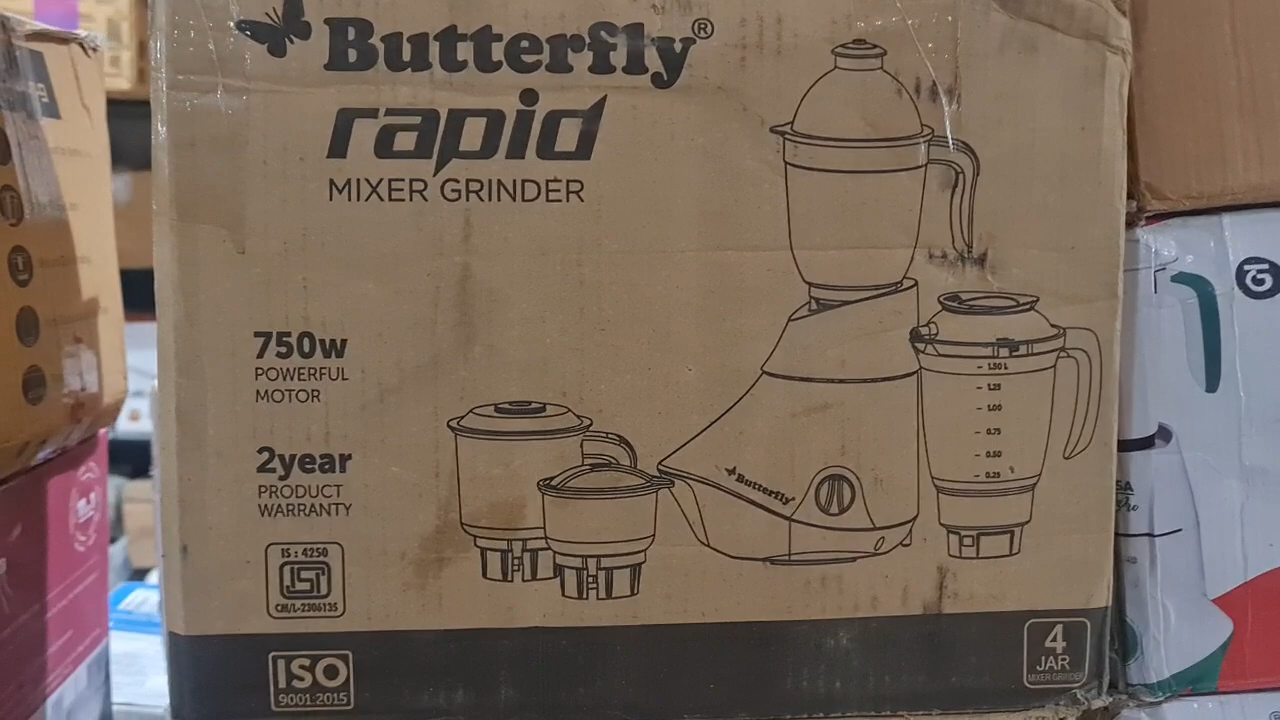 Butterfly®
rapid
MIXER GRINDER
750w
POWERFUL
MOTOR
2year
PRODUCT
WARRANTY
IS : 4250
ISI
CM/L-2306135
ISO
9001:2015
Butterfly
1.50 L
1.25
1.00
0.75
0.50
0.25
4
JAR
MIXER GRINDER